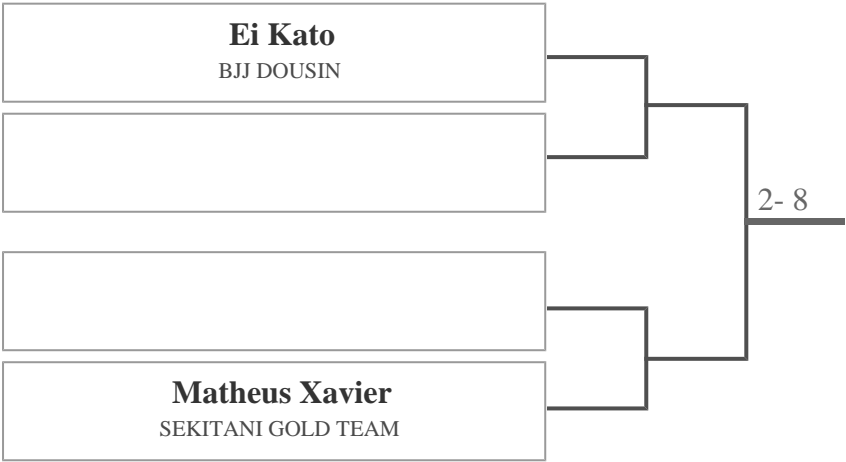 Ei Kato
BJJ DOUSIN
2- 8
Matheus Xavier
SEKITANI GOLD TEAM